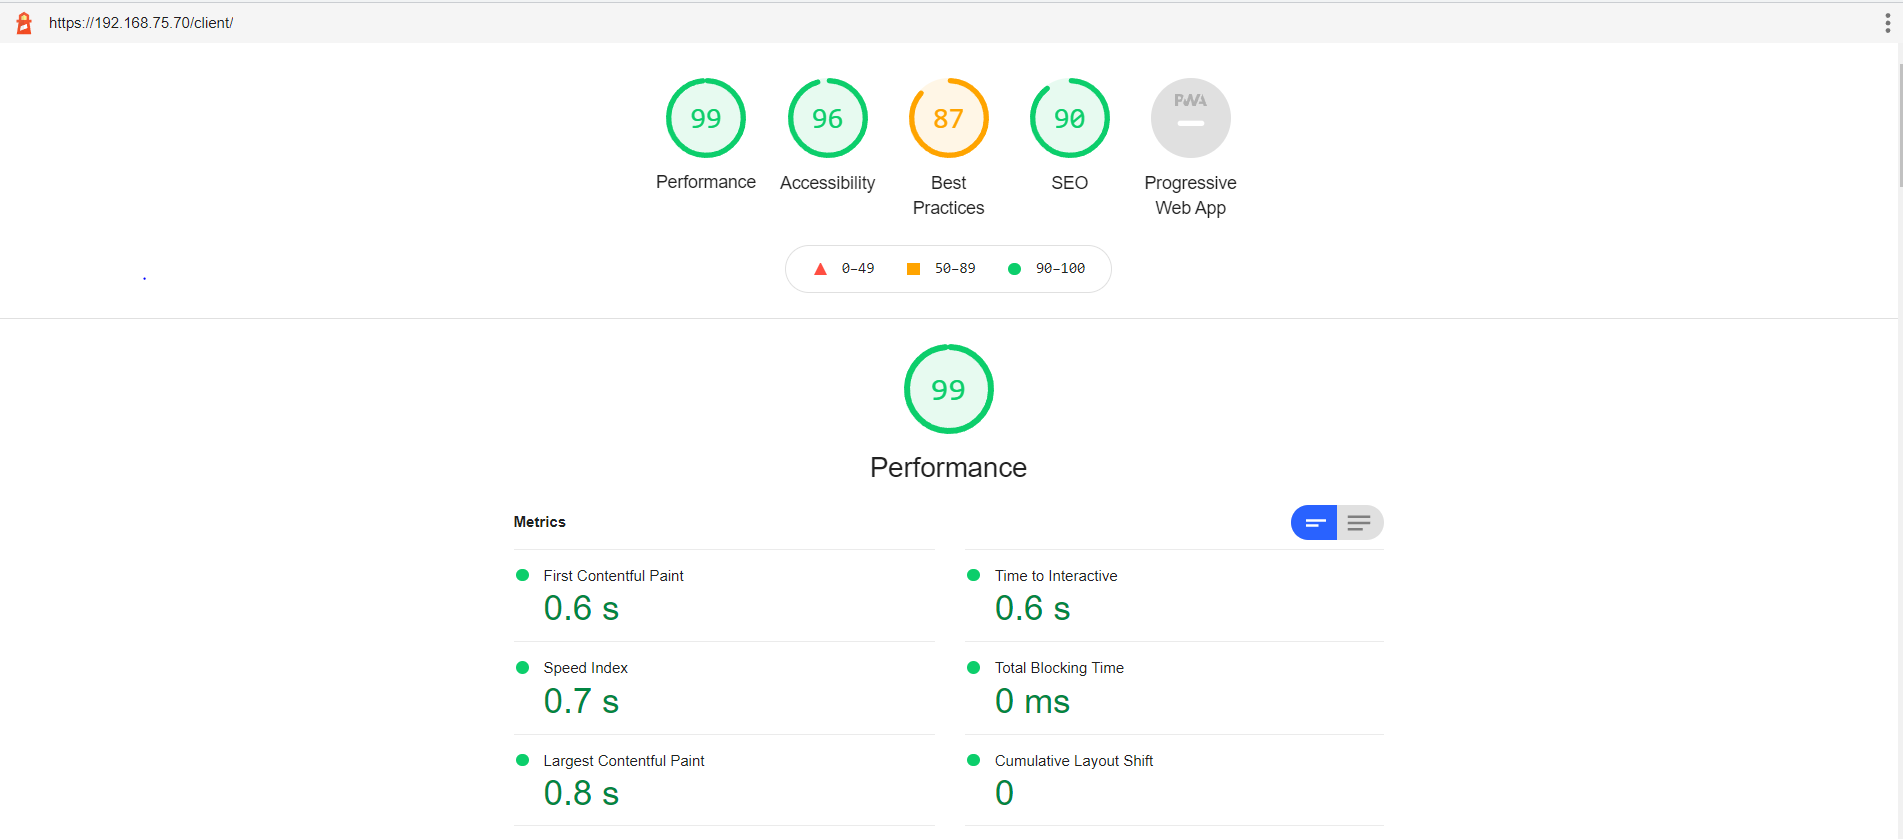 https://192.168.75.70/client/
99
96
87
90
PWA
Performance
Accessibility
Best
Practices
SEO
Progressive
Web App
0–49
50–89
90–100
99
Performance
Metrics
First Contentful Paint
0.6 s
Time to Interactive
0.6 s
Speed Index
0.7 s
Total Blocking Time
0 ms
Largest Contentful Paint
0.8 s
Cumulative Layout Shift
0